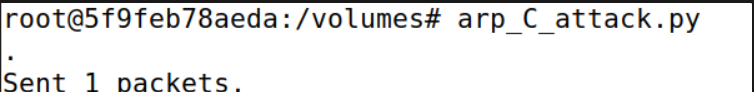 root@5f9feb78aeda:/volumes# arp_C_attack.py
.
Sent 1 packets.